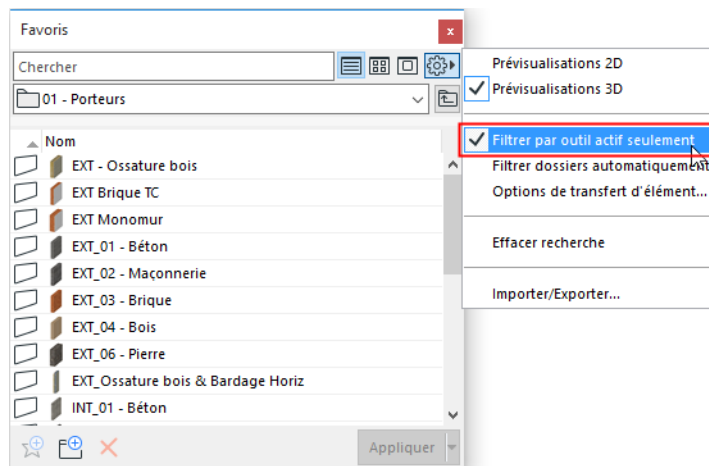 Favoris
x
Chercher
01 - Porteurs
Nom
EXT - Ossature bois
EXT Brique TC
EXT Monomur
EXT_01 - Béton
EXT_02 - Maçonnerie
EXT_03 - Brique
EXT_04 - Bois
EXT_06 - Pierre
EXT_Ossature bois & Bardage Horiz
INT_01 - Béton
Appliquer
Prévisualisations 2D
Prévisualisations 3D
Filtrer par outil actif seulement
Filtrer dossiers automatiquement
Options de transfert d'élément...
Effacer recherche
Importer/Exporter...